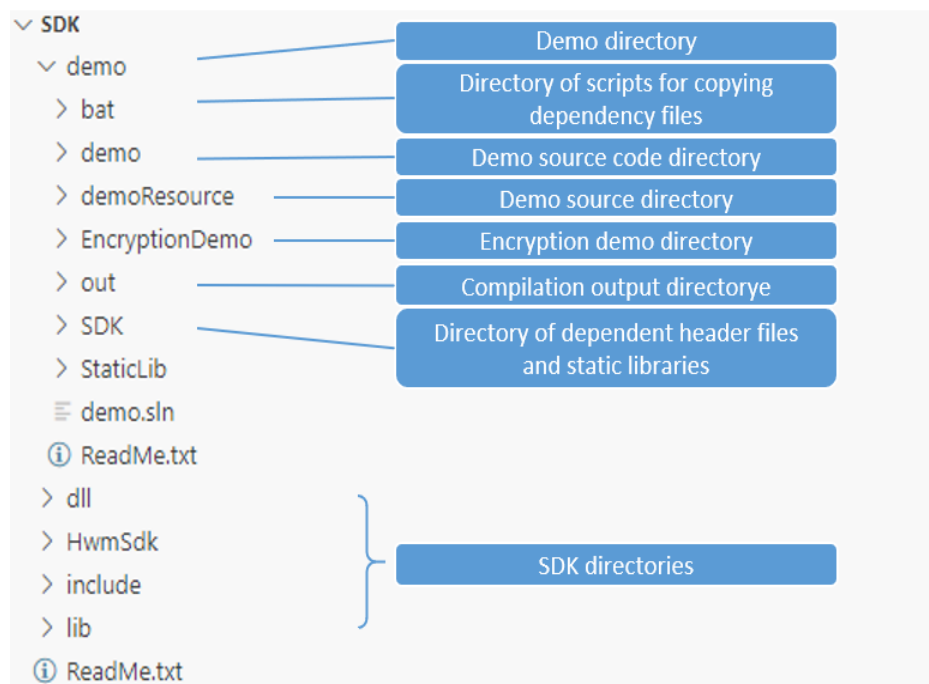 SDK
demo
Demo directory
bat
Directory of scripts for copying
dependency files
demo
Demo source code directory
demoResource
Demo source directory
EncryptionDemo
Encryption demo directory
out
Compilation output directorye
SDK
Directory of dependent header files
and static libraries
StaticLib
demo.sln
ReadMe.txt
dll
HwmSdk
SDK directories
include
lib
ReadMe.txt